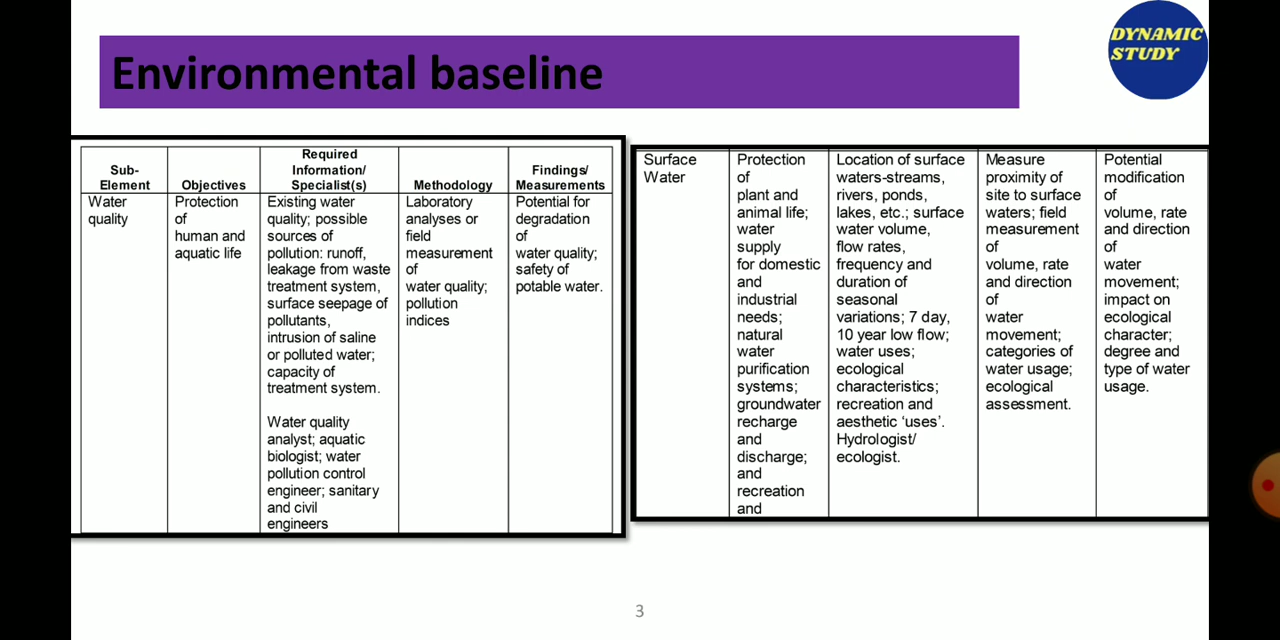 Environmental baseline
DYNAMIC
STUDY
Sub-
Element
Objectives
Required
Information/
Specialist(s)
Methodology
Findings/
Measurements
Water
quality
Protection
of
human and
aquatic life
Existing water
quality; possible
sources of
pollution: runoff,
leakage from waste
treatment system,
surface seepage of
pollutants,
intrusion of saline
or polluted water;
capacity of
treatment system.
Water quality
analyst; aquatic
biologist; water
pollution control
engineer; sanitary
and civil
engineers
Laboratory
analyses or
field
measurement
of
water quality;
pollution
indices
Potential for
degradation
of
water quality;
safety of
potable water.
Surface
Water
Protection
of
plant and
animal life;
water
supply
for domestic
and
industrial
needs;
natural
water
purification
systems;
groundwater
recharge
and
discharge;
and
recreation
and
Location of surface
waters-streams,
rivers, ponds,
lakes, etc.; surface
water volume,
flow rates,
frequency and
duration of
seasonal
variations; 7 day,
10 year low flow;
water uses;
ecological
characteristics;
recreation and
aesthetic ‘uses’.
Hydrologist/
ecologist.
Measure
proximity of
site to surface
waters; field
measurement
of
volume, rate
and direction
of
water
movement;
categories of
water usage;
ecological
assessment.
Potential
modification
of
volume, rate
and direction
of
water
movement;
impact on
ecological
character;
degree and
type of water
usage.
3